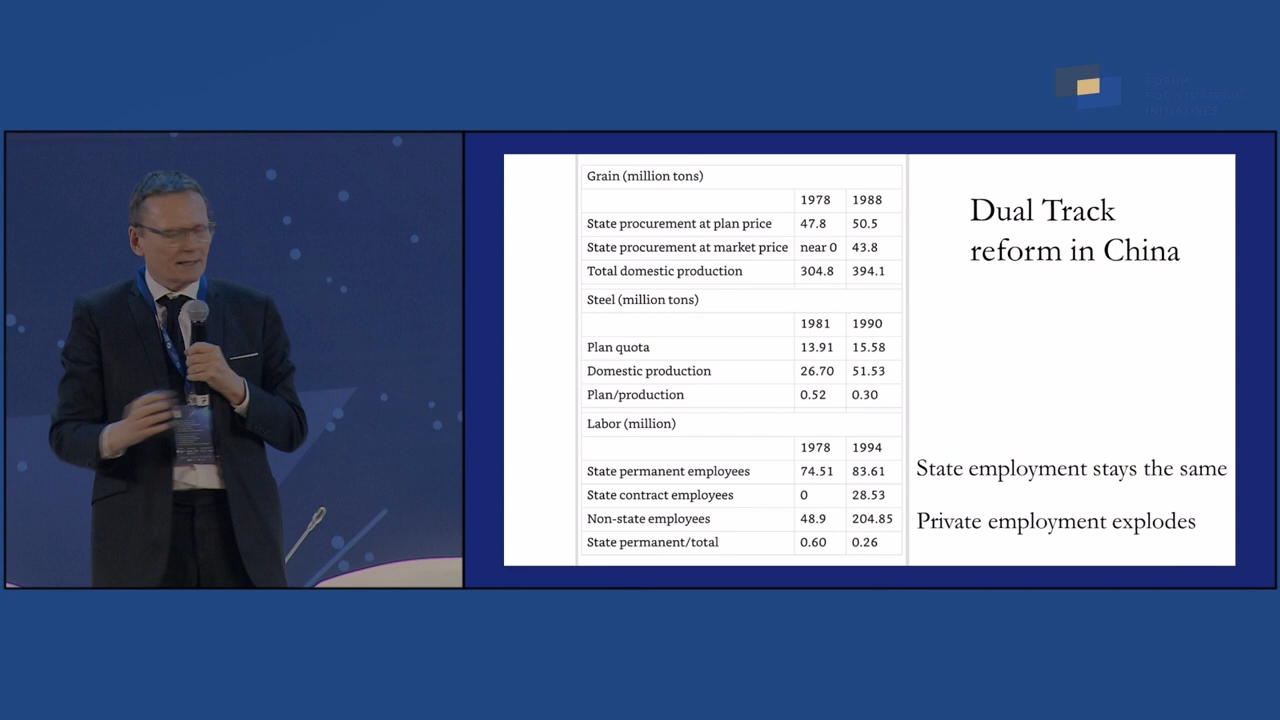 FORUM
FOR STRATEGIC
INITIATIVES
Grain (million tons)
1978 1988
State procurement at plan price 47.8 50.5
State procurement at market price near 0 43.8
Total domestic production 304.8 394.1
Steel (million tons)
1981 1990
Plan quota 13.91 15.58
Domestic production 26.70 51.53
Plan/production 0.52 0.30
Labor (million)
1978 1994
State permanent employees 74.51 83.61
State contract employees 0 28.53
Non-state employees 48.9 204.85
State permanent/total 0.60 0.26
Dual Track
reform in China
State employment stays the same
Private employment explodes